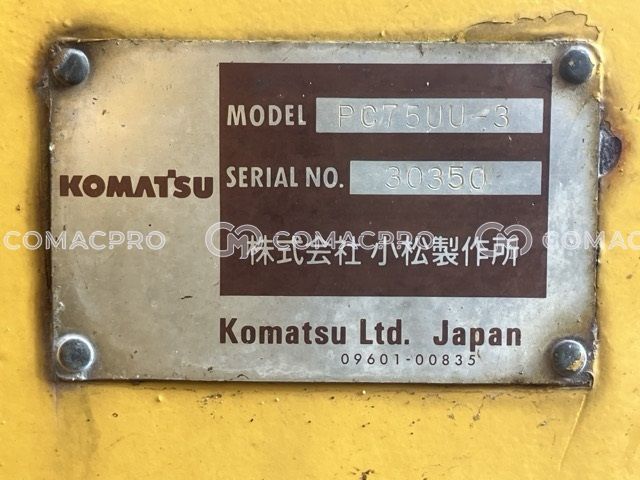 MODEL PC75UU-3
KOMATSU
SERIAL NO. 30350
COMACPRO COMACPRO COMACPRO
株式会社 小松製作所
Komatsu Ltd. Japan
09601-00835